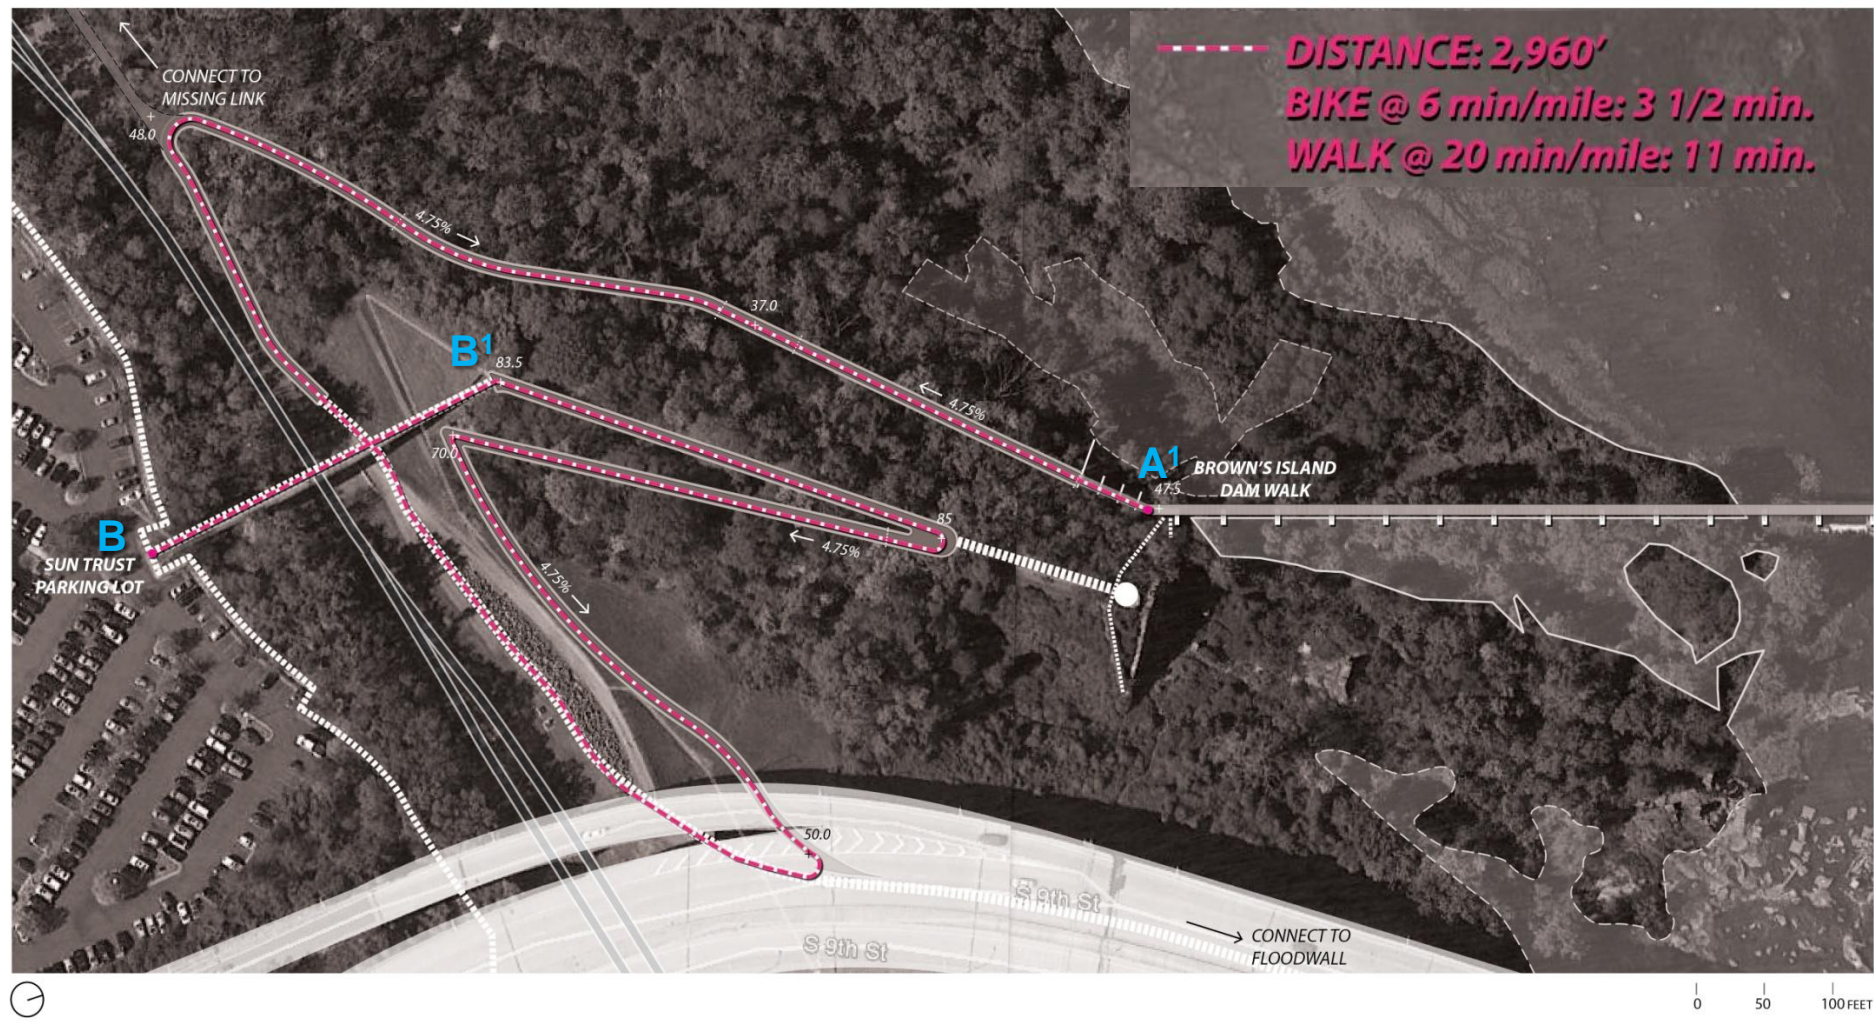 DISTANCE: 2,960'
BIKE @ 6 min/mile: 3 1/2 min.
WALK @ 20 min/mile: 11 min.
CONNECT TO
MISSING LINK
48.0
4.75%
37.0
B¹
83.5
4.75%
A¹
47.5
BROWN'S ISLAND
DAM WALK
70.0
85
4.75%
B
SUN TRUST
PARKING LOT
4.75%
50.0
S 9th St
S 9th St
CONNECT TO
FLOODWALL
0 50 100 FEET